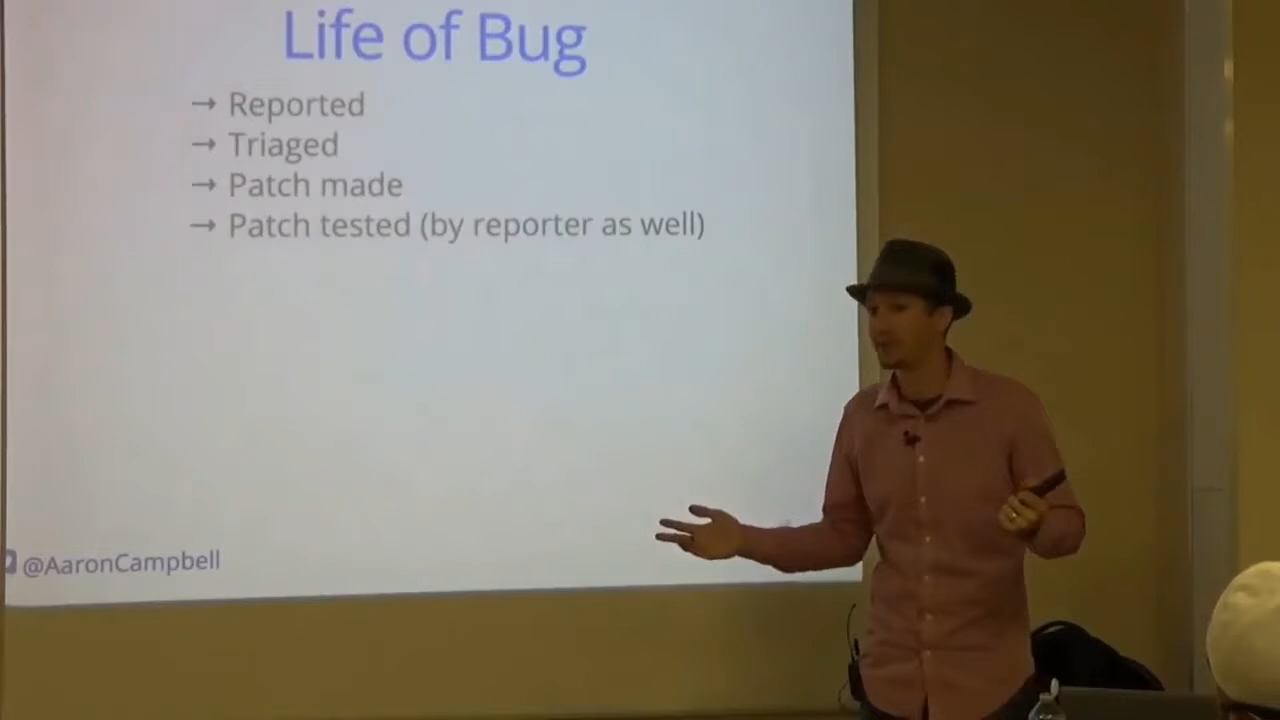 Life of Bug
→ Reported
→ Triaged
→ Patch made
→ Patch tested (by reporter as well)
@AaronCampbell